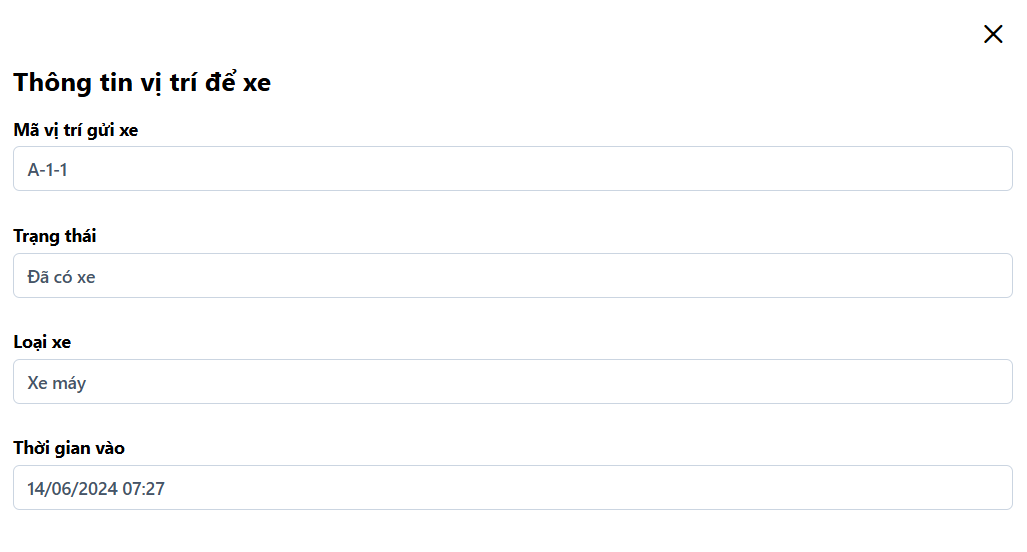 Thông tin vị trí để xe
Mã vị trí gửi xe
A-1-1
Trạng thái
Đã có xe
Loại xe
Xe máy
Thời gian vào
14/06/2024 07:27